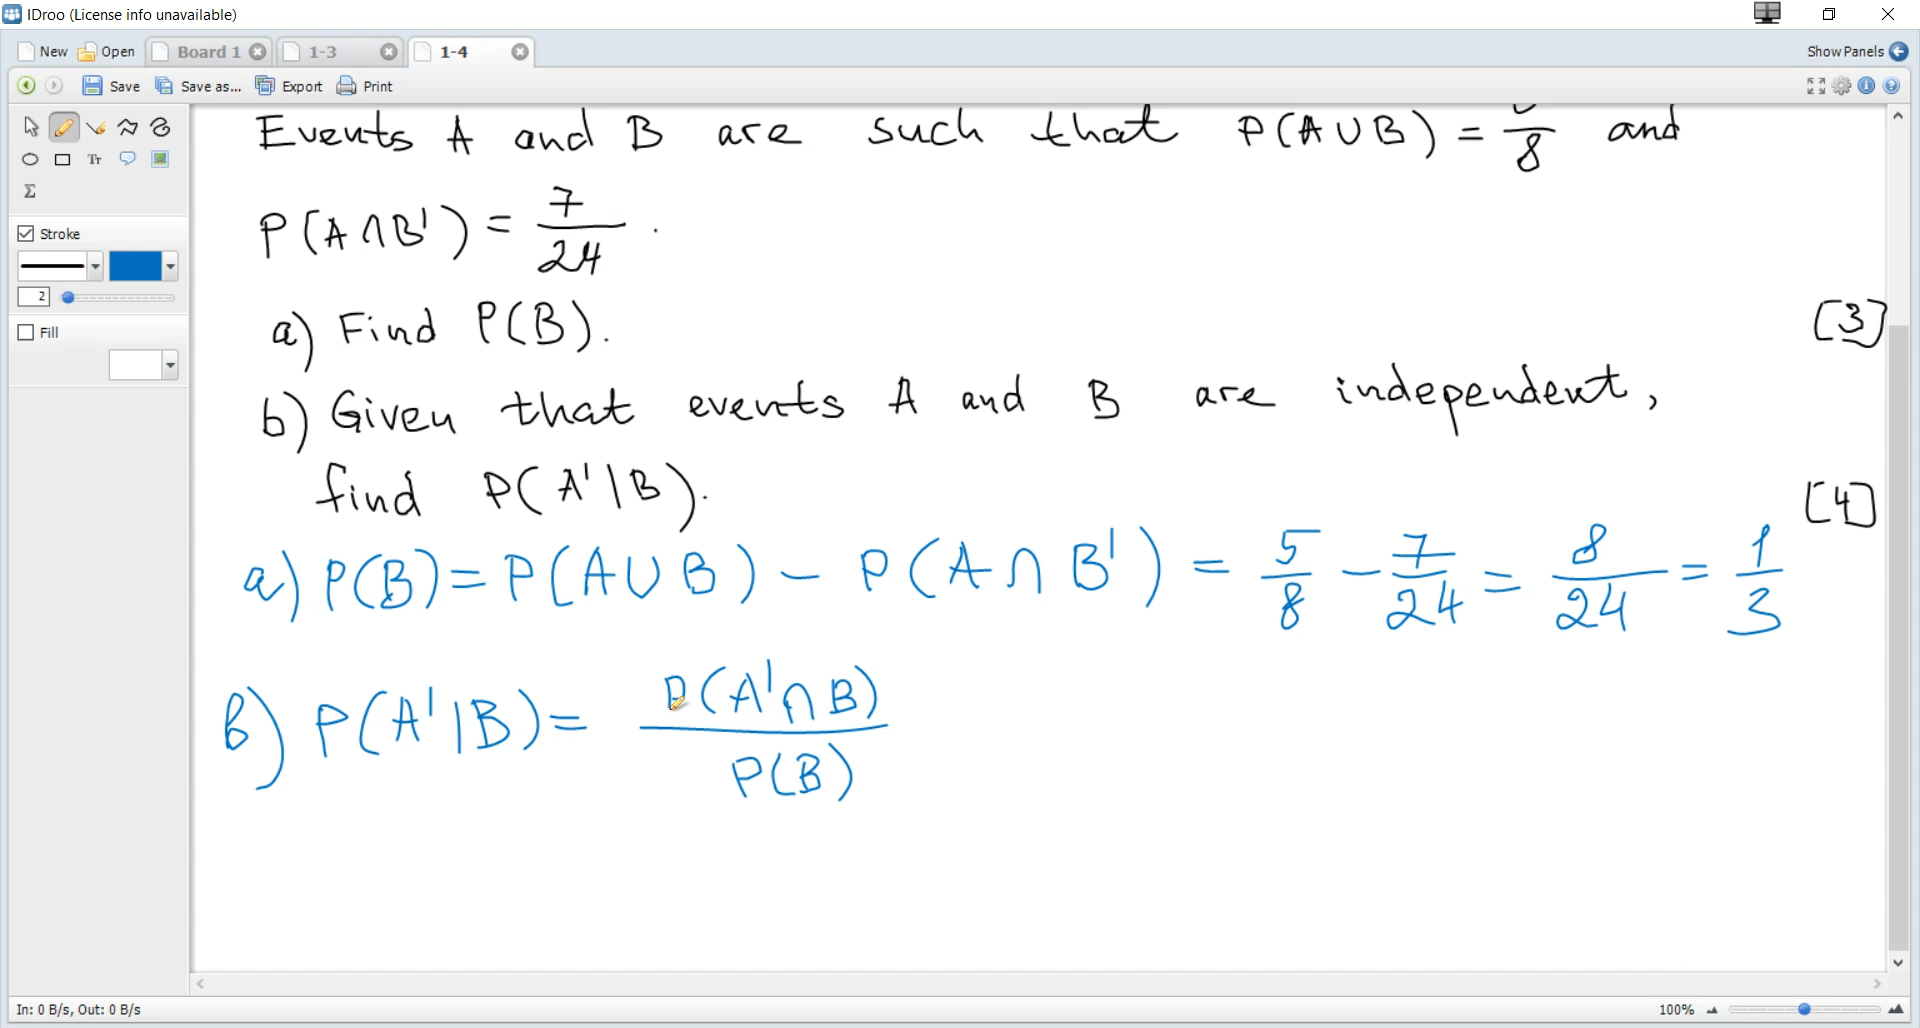 IDroo (License info unavailable)
New Open Board 1 1-3 1-4 Show Panels
Save Save as... Export Print
Events A and B are such that P(A∪B) = /8 and
P(A∩B') = 7/24 .
a) Find P(B). [3]
b) Given that events A and B are independent,
find P(A'|B). [4]
a) P(B) = P(A∪B) − P(A∩B') = 5/8 − 7/24 = 8/24 = 1/3
b) P(A'|B) = P(A'∩B) / P(B)
Tr
Σ
Stroke
2
Fill
In: 0 B/s, Out: 0 B/s 100%